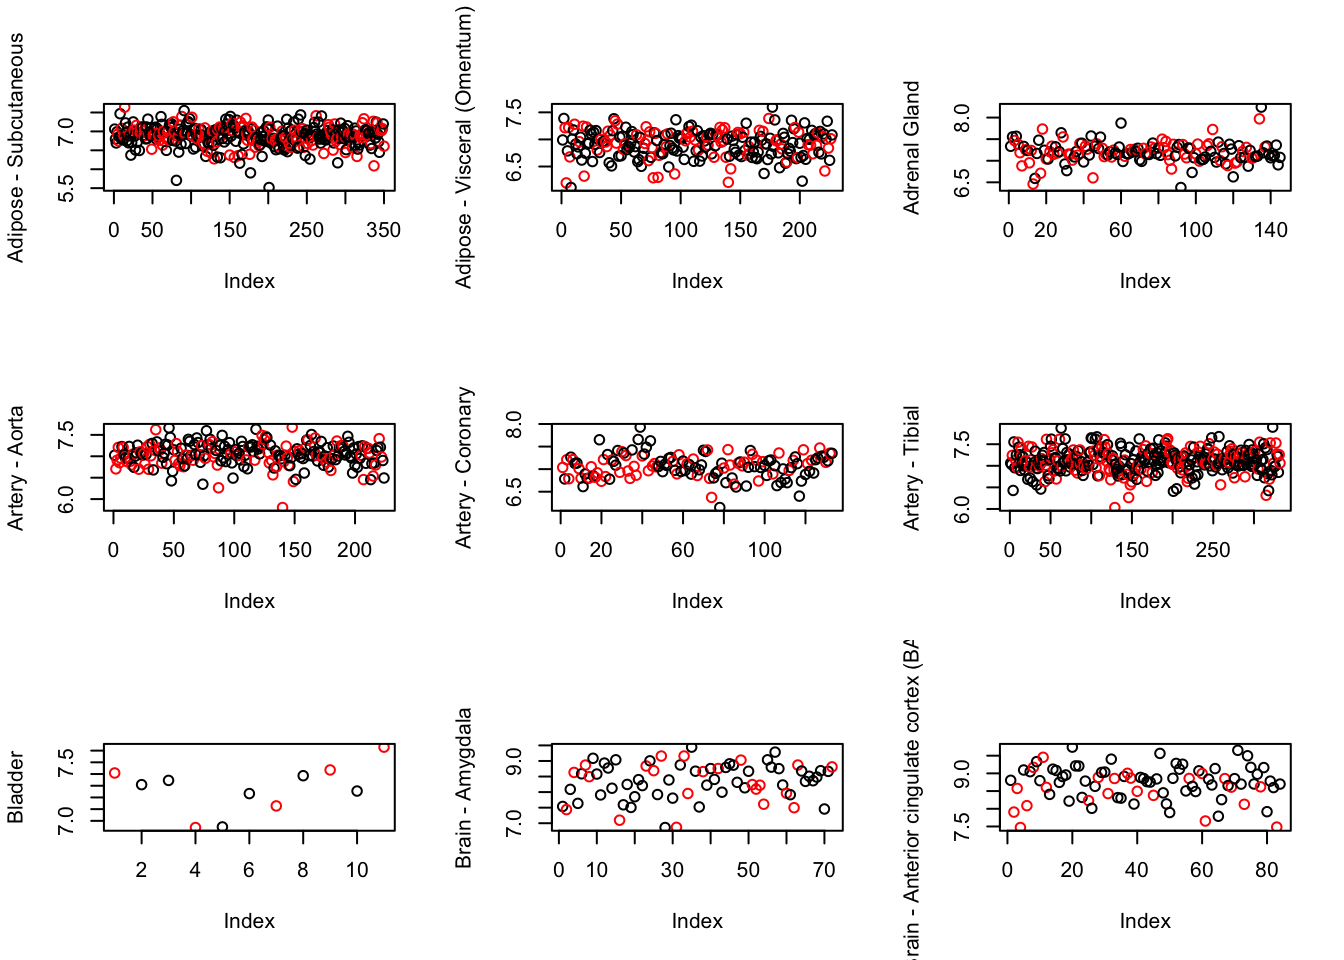 Adipose - Subcutaneous
5.5 7.0
0 50 150 250 350
Index
Adipose - Visceral (Omentum)
6.5 7.5
0 50 100 150 200
Index
Adrenal Gland
6.5 8.0
0 20 60 100 140
Index
Artery - Aorta
6.0 7.5
0 50 100 150 200
Index
Artery - Coronary
6.5 8.0
0 20 60 100
Index
Artery - Tibial
6.0 7.5
0 50 150 250
Index
Bladder
7.0 7.5
2 4 6 8 10
Index
Brain - Amygdala
7.0 9.0
0 10 30 50 70
Index
rain - Anterior cingulate cortex (BA
7.5 9.0
0 20 40 60 80
Index